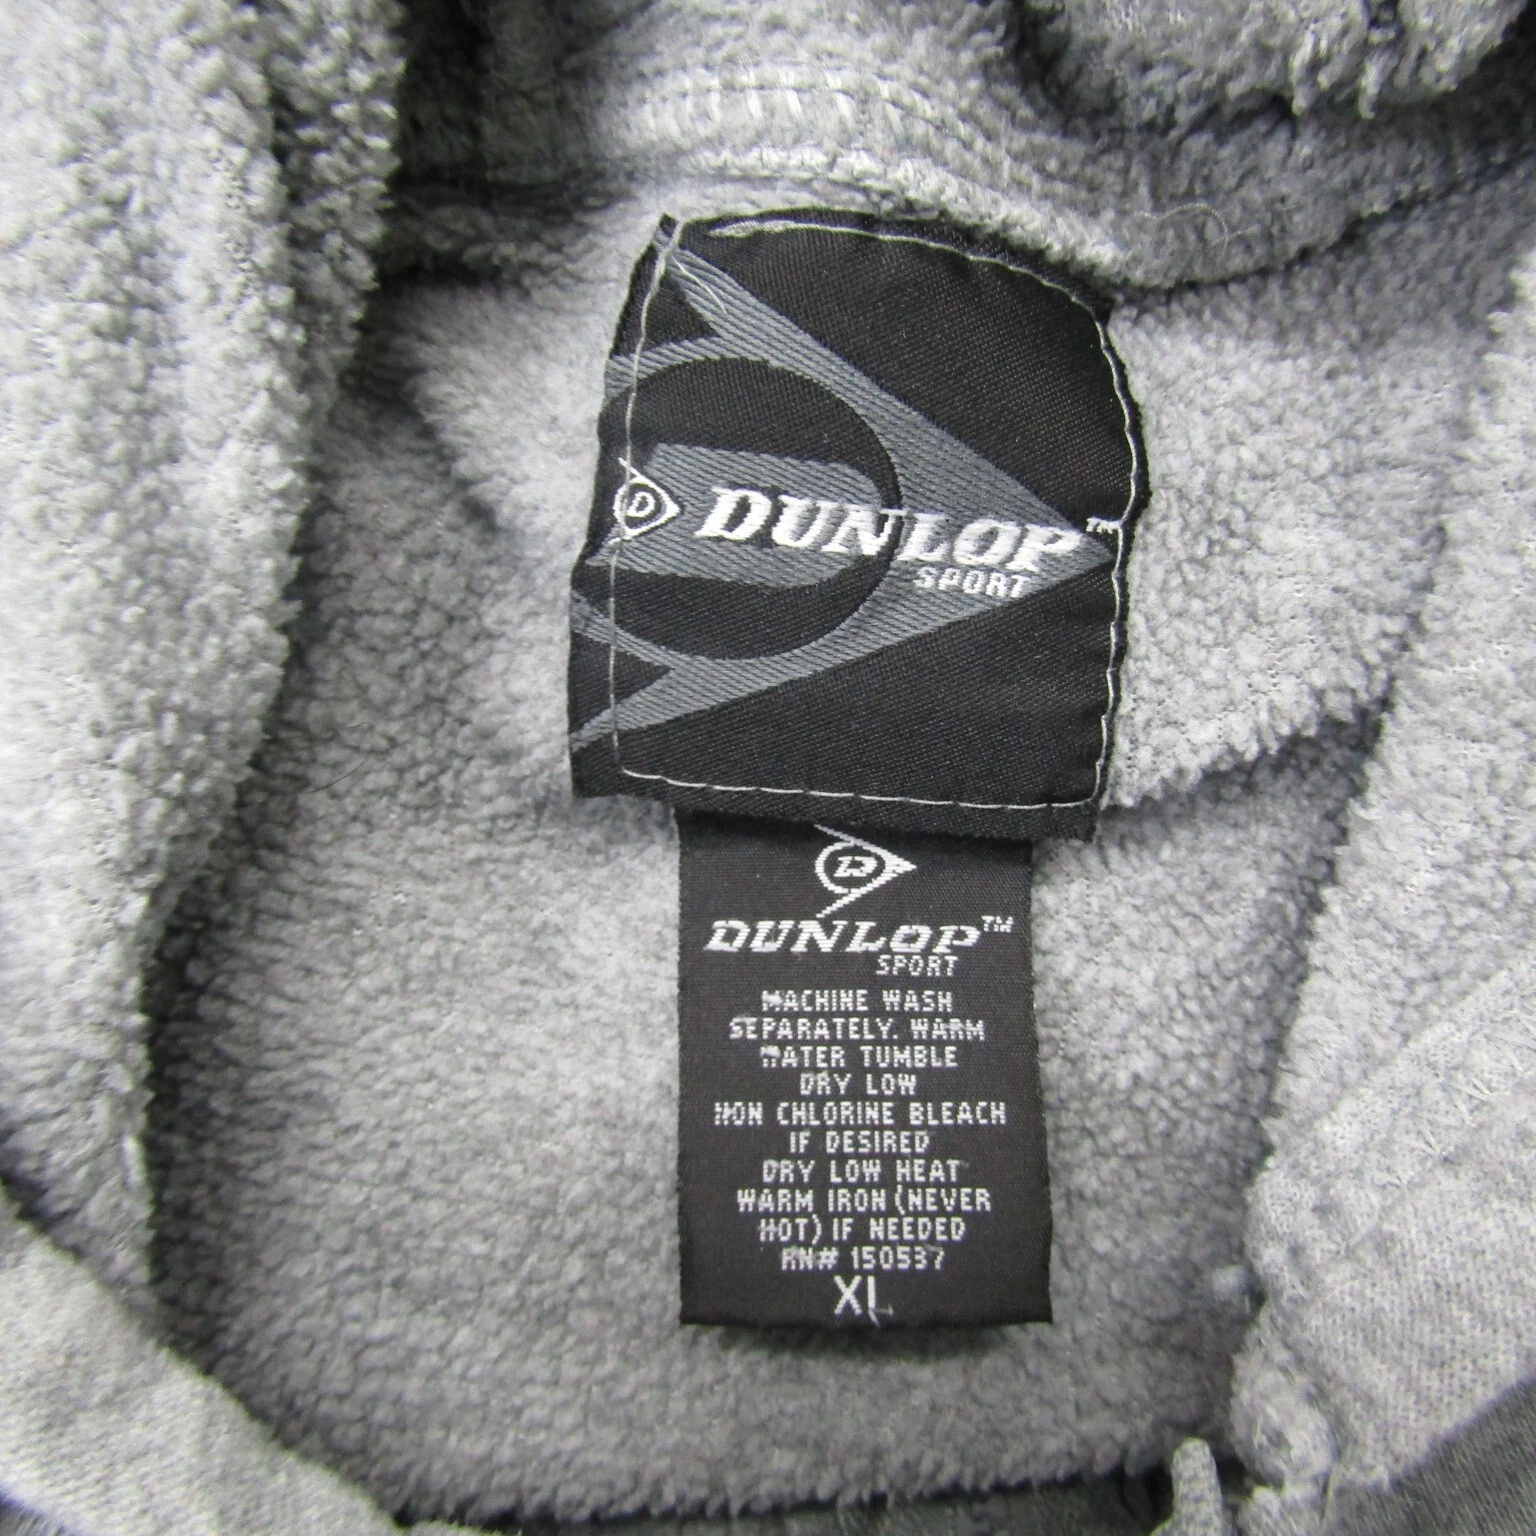 D DUNLOP™
SPORT
D
DUNLOP™
SPORT
MACHINE WASH
SEPARATELY. WARM
WATER TUMBLE
DRY LOW
NON CHLORINE BLEACH
IF DESIRED
DRY LOW HEAT
WARM IRON (NEVER
HOT) IF NEEDED
RN# 150537
XL